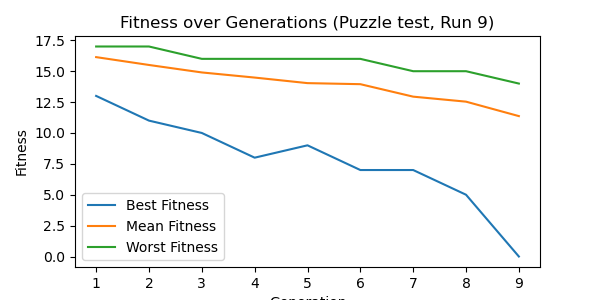 Fitness over Generations (Puzzle test, Run 9)
17.5
15.0
12.5
10.0
7.5
5.0
2.5
0.0
Fitness
Best Fitness
Mean Fitness
Worst Fitness
1 2 3 4 5 6 7 8 9
Generation